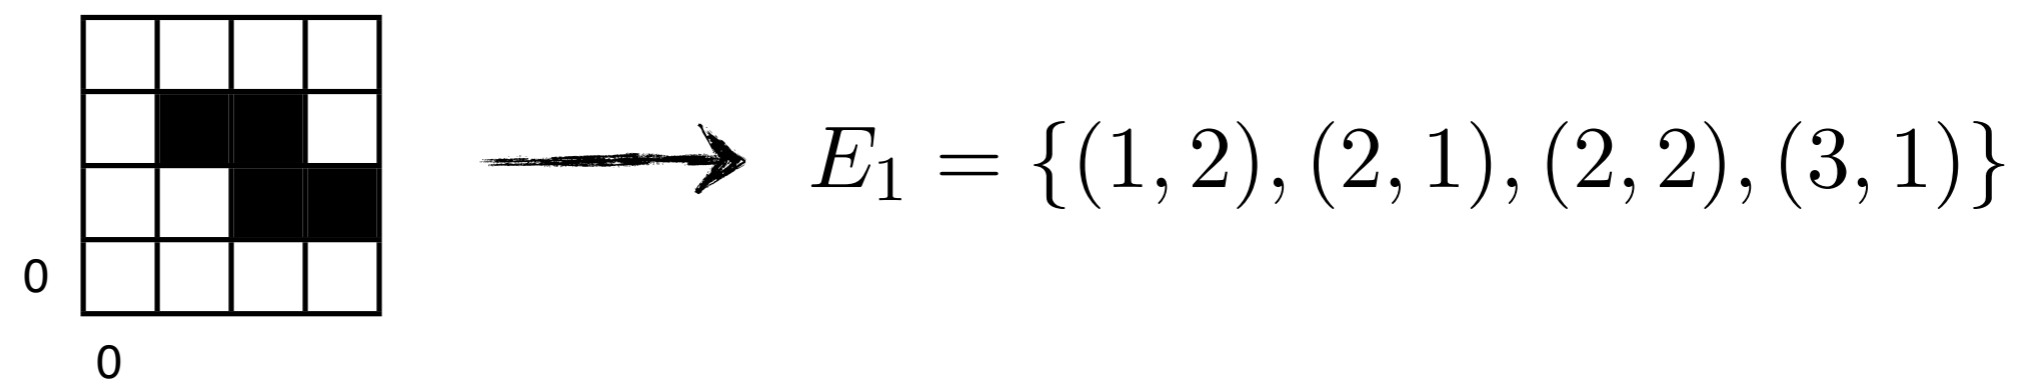 E₁ = {(1, 2), (2, 1), (2, 2), (3, 1)}
0
0